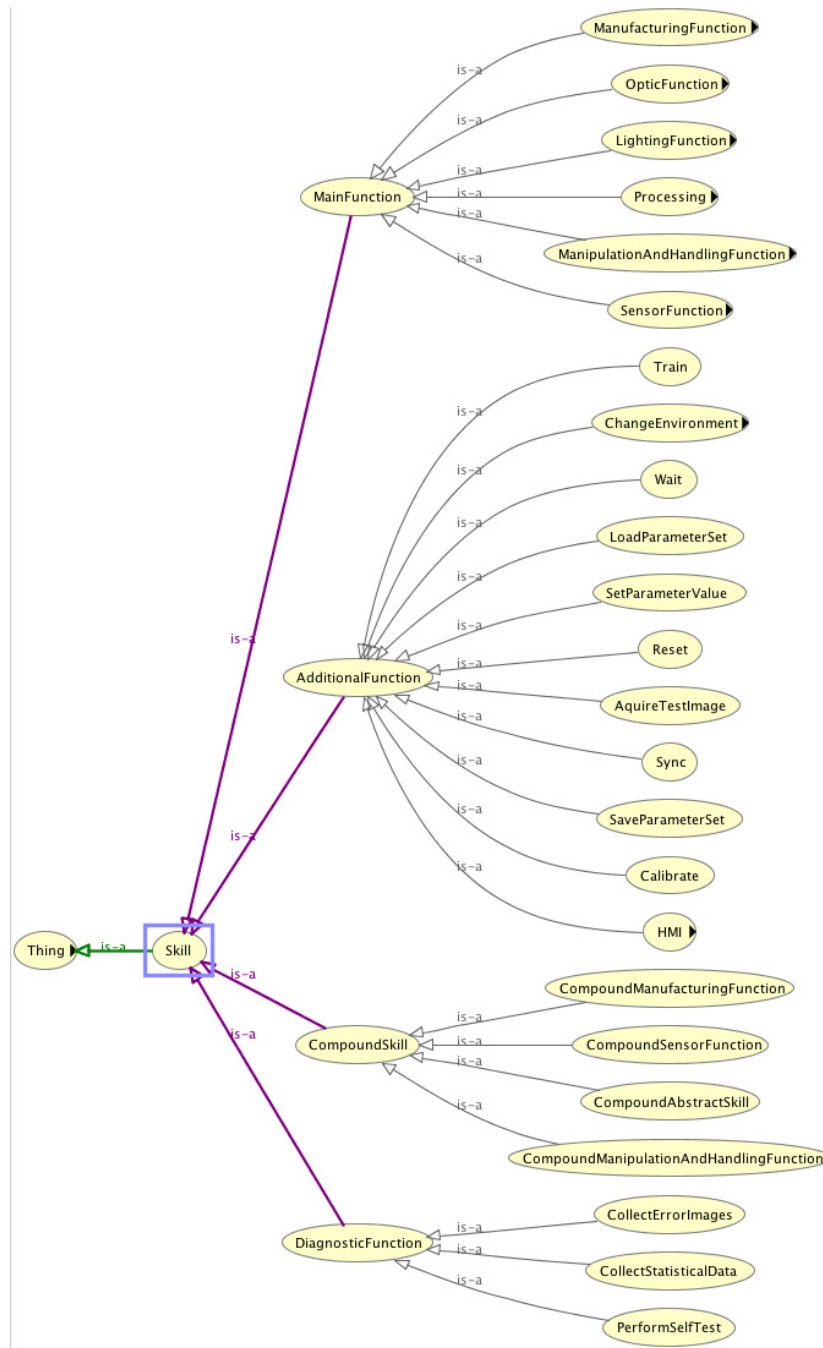 ManufacturingFunction
is-a
OpticFunction
is-a
LightingFunction
is-a
MainFunction
is-a
Processing
is-a
ManipulationAndHandlingFunction
is-a
SensorFunction
Train
is-a
ChangeEnvironment
is-a
Wait
is-a
LoadParameterSet
is-a
SetParameterValue
is-a
is-a
Reset
is-a
AdditionalFunction
is-a
AquireTestImage
is-a
Sync
is-a
SaveParameterSet
is-a
is-a
Calibrate
is-a
HMI
Thing
is-a
Skill
is-a
CompoundManufacturingFunction
is-a
is-a
CompoundSkill
is-a
CompoundSensorFunction
is-a
CompoundAbstractSkill
is-a
CompoundManipulationAndHandlingFunction
CollectErrorImages
is-a
DiagnosticFunction
is-a
CollectStatisticalData
is-a
PerformSelfTest